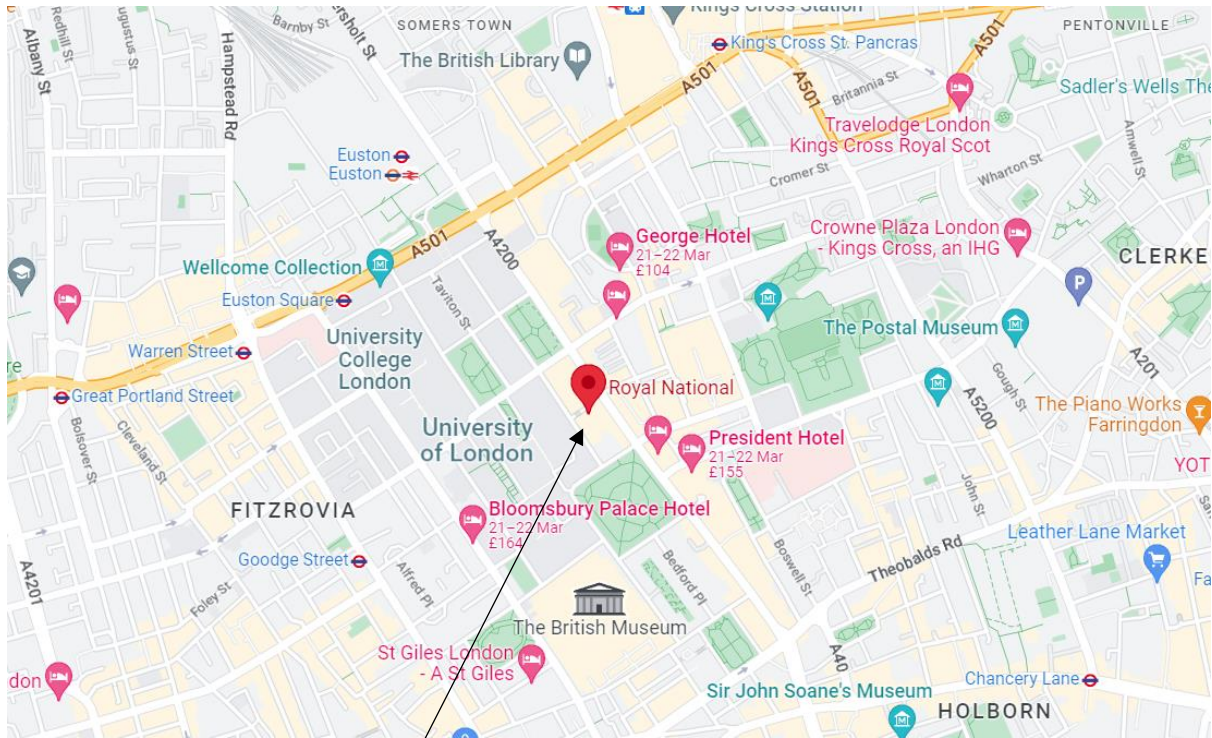 Kings Cross Station
SOMERS TOWN
PENTONVILLE
Barnby St
Redhill St
Albany St
Hampstead Rd
The British Library
King's Cross St. Pancras
A501
A501
A501
A501
Britannia St
Sadler's Wells The
Travelodge London
Kings Cross Royal Scot
Amwell St
Euston
Euston
Cromer St
Wharton St
A4200
George Hotel
21–22 Mar
£104
Crowne Plaza London
- Kings Cross, an IHG
CLERKE
Wellcome Collection
Euston Square
Taviton St
P
The Postal Museum
University
College
London
Warren Street
Great Portland Street
Royal National
A201
Gough St
A5200
The Piano Works
Farringdon
Bolsover St
Cleveland St
University
of London
President Hotel
21–22 Mar
£155
YOT
FITZROVIA
Bloomsbury Palace Hotel
21–22 Mar
£164
John St
Leather Lane Market
Goodge Street
Theobalds Rd
Boswell St
Bedford Pl
Alfred Pl
Foley St
A4201
Fa
The British Museum
St Giles London
- A St Giles
A40
don
Chancery Lane
Sir John Soane's Museum
HOLBORN